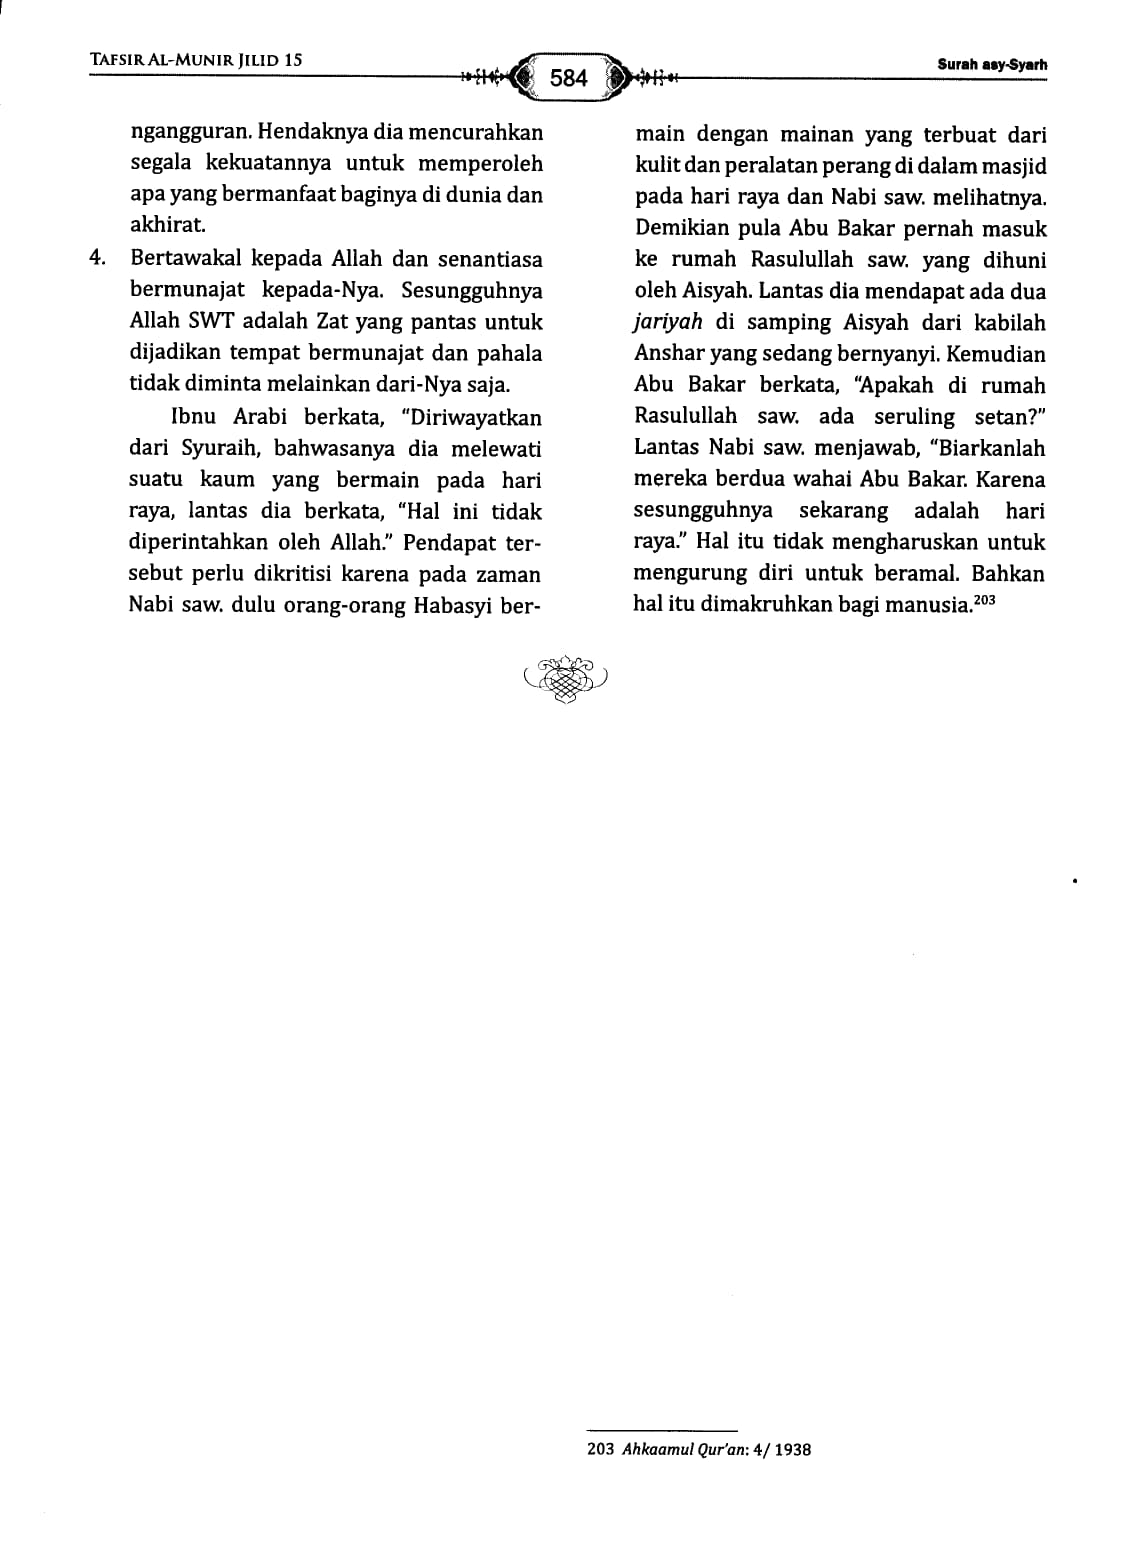 TAFSIR AL-MUNIR JILID 15
584
Surah asy-Syarh
ngangguran. Hendaknya dia mencurahkan
segala kekuatannya untuk memperoleh
apa yang bermanfaat baginya di dunia dan
akhirat.
4. Bertawakal kepada Allah dan senantiasa
bermunajat kepada-Nya. Sesungguhnya
Allah SWT adalah Zat yang pantas untuk
dijadikan tempat bermunajat dan pahala
tidak diminta melainkan dari-Nya saja.
Ibnu Arabi berkata, “Diriwayatkan
dari Syuraih, bahwasanya dia melewati
suatu kaum yang bermain pada hari
raya, lantas dia berkata, “Hal ini tidak
diperintahkan oleh Allah.” Pendapat ter-
sebut perlu dikritisi karena pada zaman
Nabi saw. dulu orang-orang Habasyi ber-
main dengan mainan yang terbuat dari
kulit dan peralatan perang di dalam masjid
pada hari raya dan Nabi saw. melihatnya.
Demikian pula Abu Bakar pernah masuk
ke rumah Rasulullah saw. yang dihuni
oleh Aisyah. Lantas dia mendapat ada dua
jariyah di samping Aisyah dari kabilah
Anshar yang sedang bernyanyi. Kemudian
Abu Bakar berkata, “Apakah di rumah
Rasulullah saw. ada seruling setan?”
Lantas Nabi saw. menjawab, “Biarkanlah
mereka berdua wahai Abu Bakar. Karena
sesungguhnya sekarang adalah hari
raya.” Hal itu tidak mengharuskan untuk
mengurung diri untuk beramal. Bahkan
hal itu dimakruhkan bagi manusia.203
203 Ahkaamul Qur’an: 4/ 1938